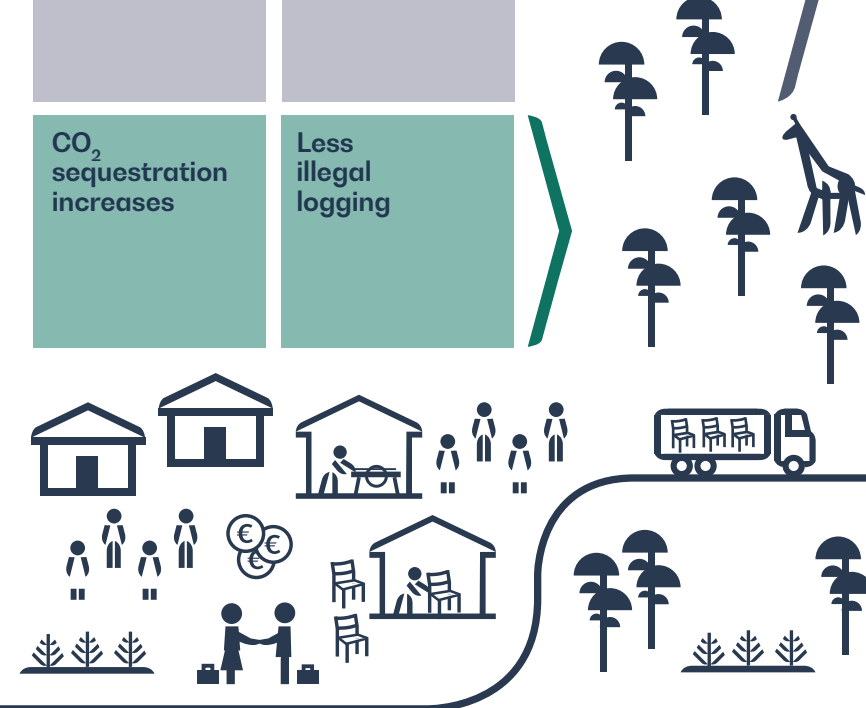 CO₂
sequestration
increases
Less
illegal
logging
€
€
€